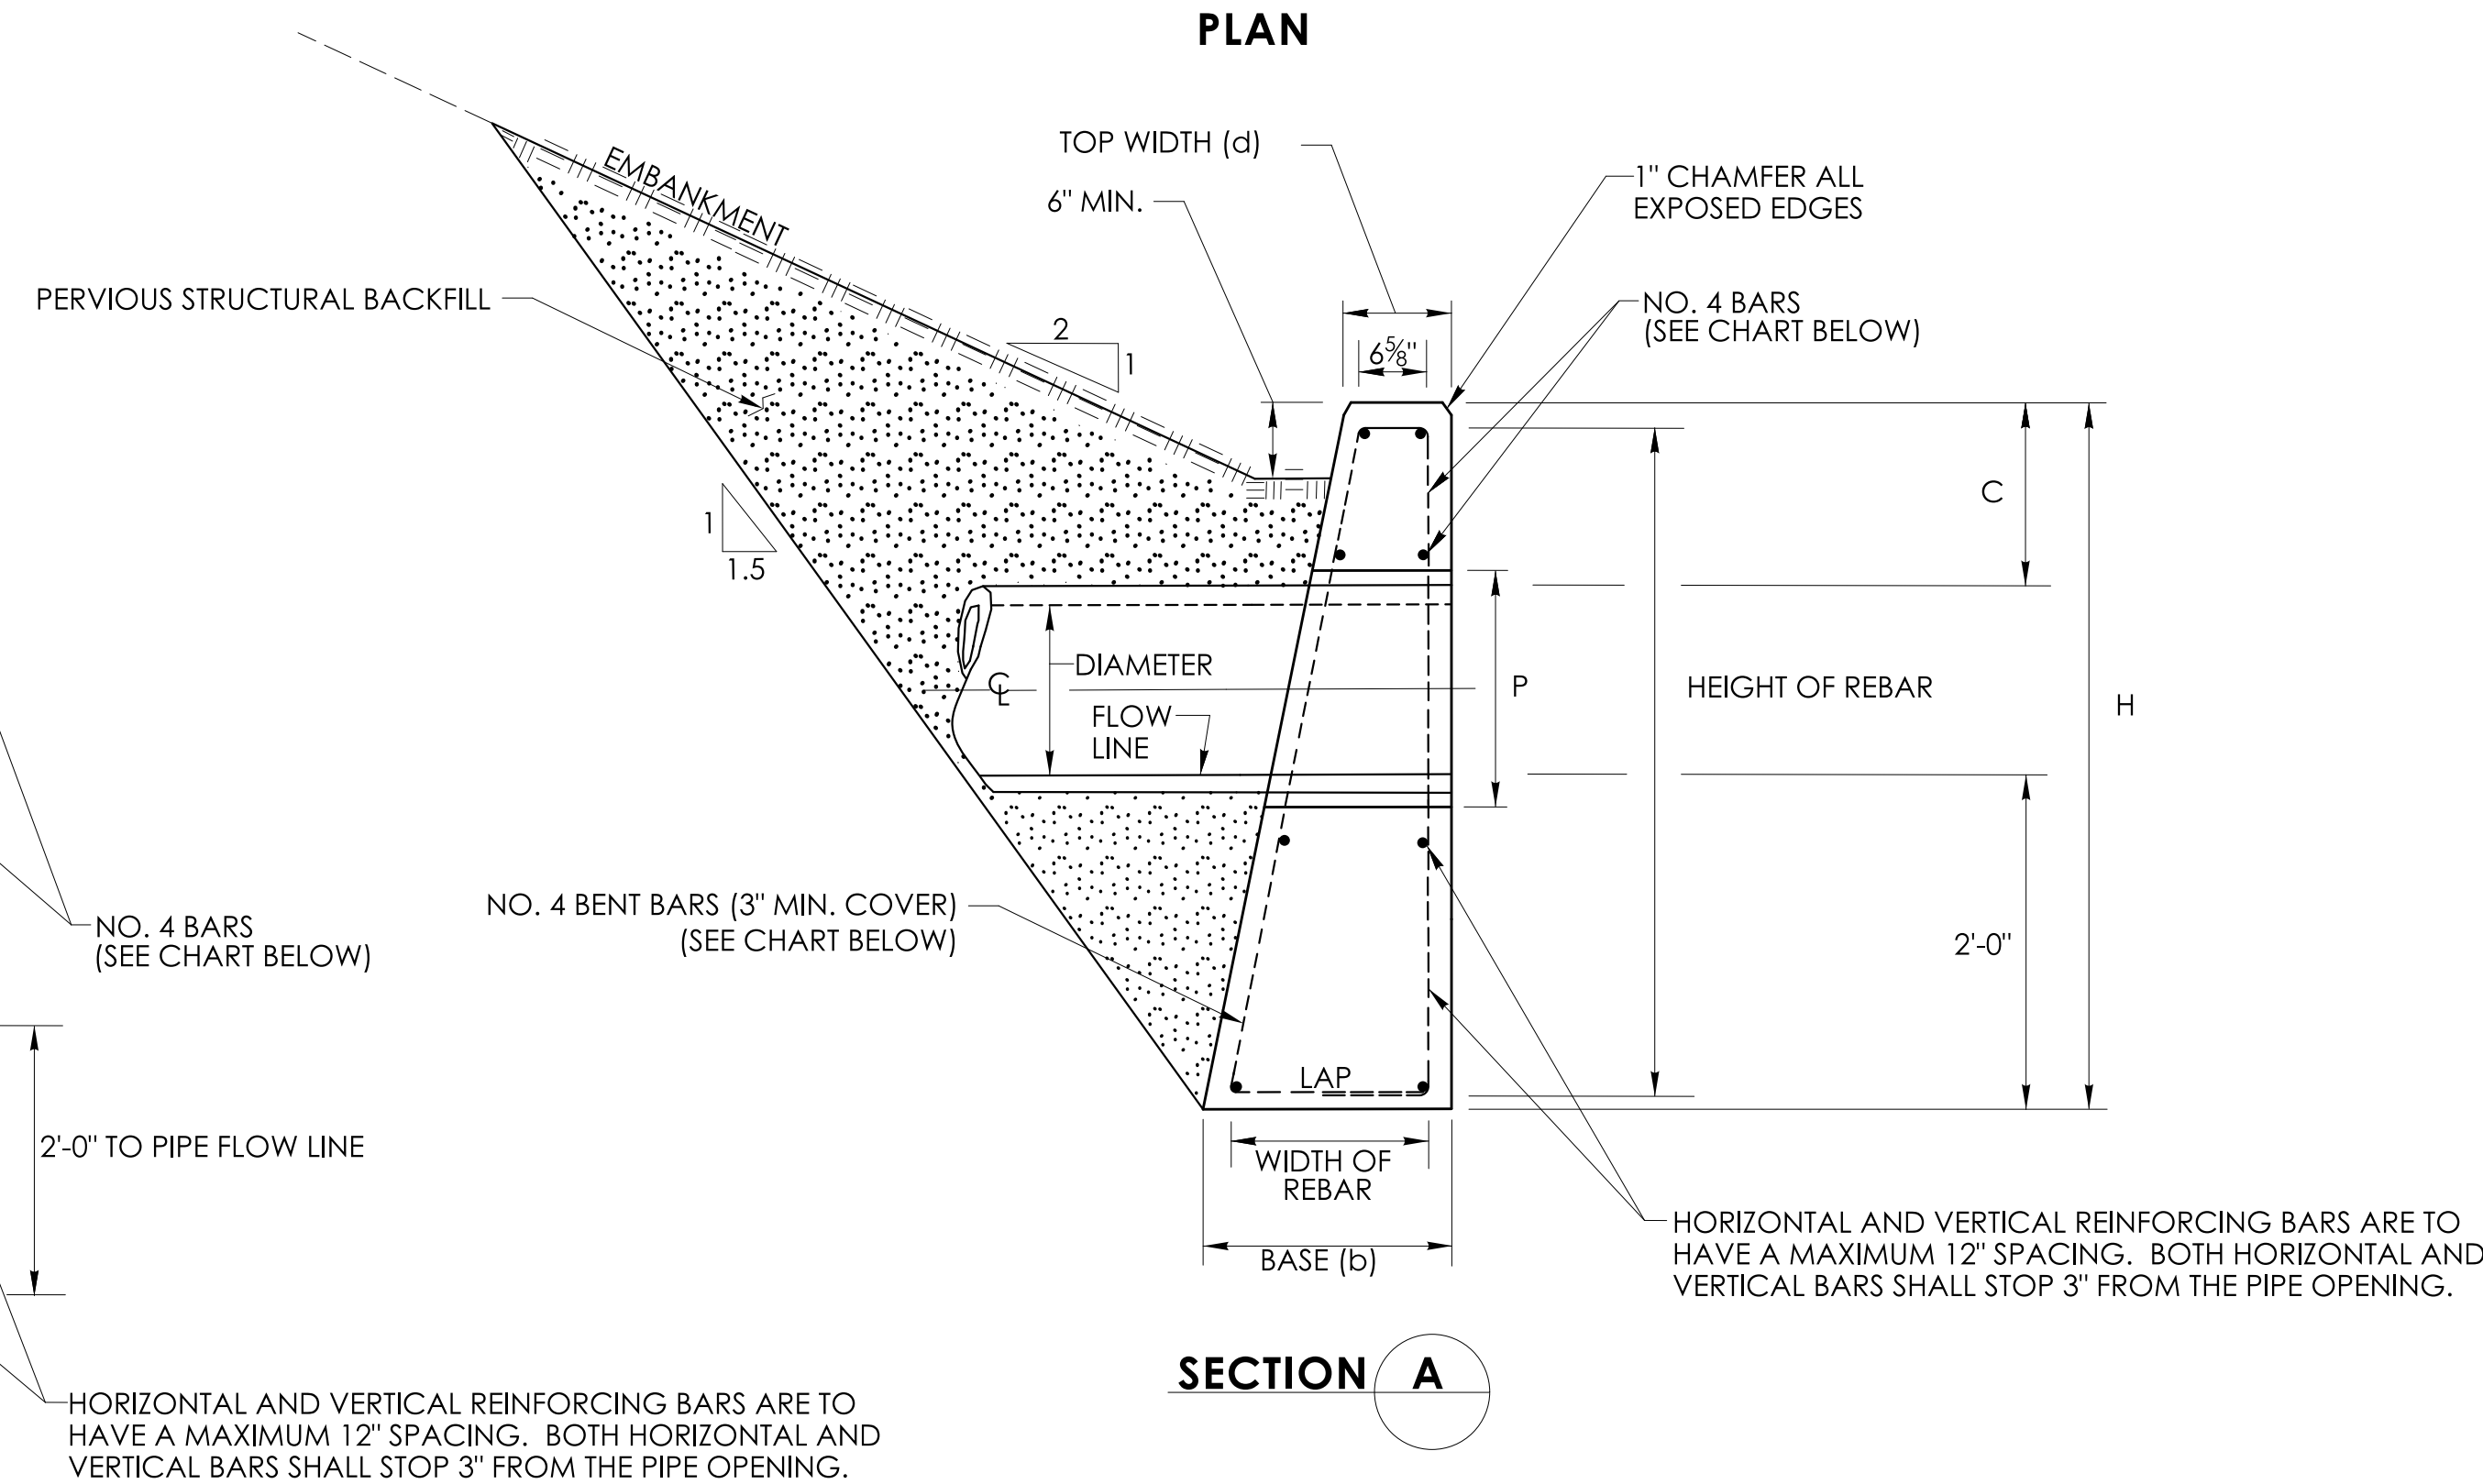 PLAN
TOP WIDTH (d)
6" MIN.
1" CHAMFER ALL
EXPOSED EDGES
EMBANKMENT
PERVIOUS STRUCTURAL BACKFILL
NO. 4 BARS
(SEE CHART BELOW)
2
1
6⅝"
C
1
1.5
DIAMETER
℄
FLOW
LINE
P
HEIGHT OF REBAR
H
NO. 4 BENT BARS (3" MIN. COVER)
(SEE CHART BELOW)
NO. 4 BARS
(SEE CHART BELOW)
2'-0"
LAP
2'-0" TO PIPE FLOW LINE
WIDTH OF
REBAR
BASE (b)
HORIZONTAL AND VERTICAL REINFORCING BARS ARE TO
HAVE A MAXIMUM 12" SPACING. BOTH HORIZONTAL AND
VERTICAL BARS SHALL STOP 3" FROM THE PIPE OPENING.
SECTION A
HORIZONTAL AND VERTICAL REINFORCING BARS ARE TO
HAVE A MAXIMUM 12" SPACING. BOTH HORIZONTAL AND
VERTICAL BARS SHALL STOP 3" FROM THE PIPE OPENING.